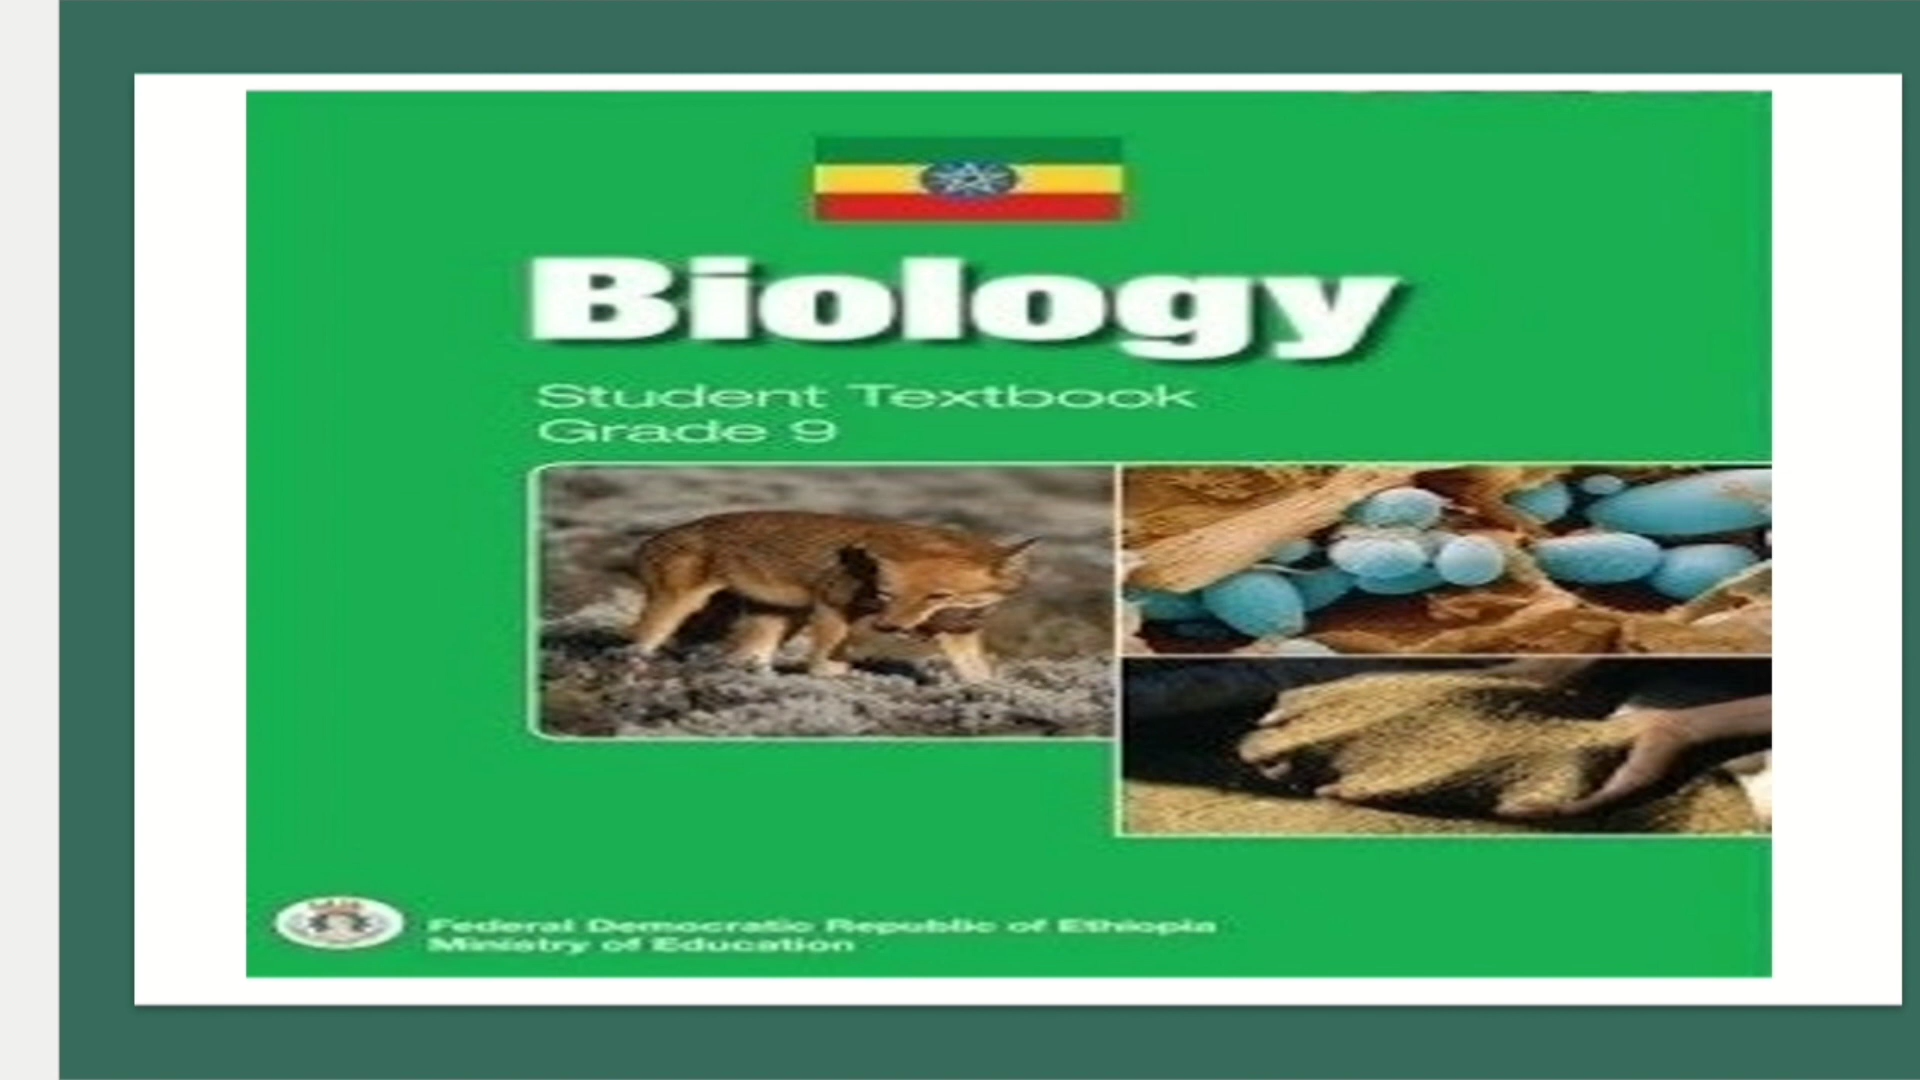 Biology
Student Textbook
Grade 9
Federal Democratic Republic of Ethiopia
Ministry of Education